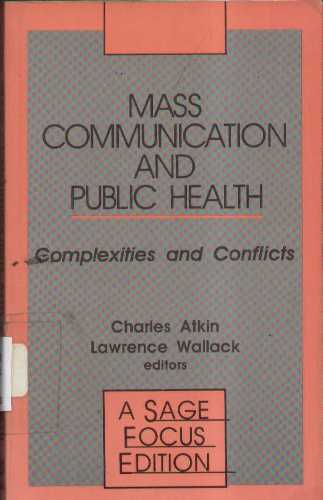 MASS
COMMUNICATION
AND
PUBLIC HEALTH
Complexities and Conflicts
Charles Atkin
Lawrence Wallack
editors
A SAGE
FOCUS
EDITION